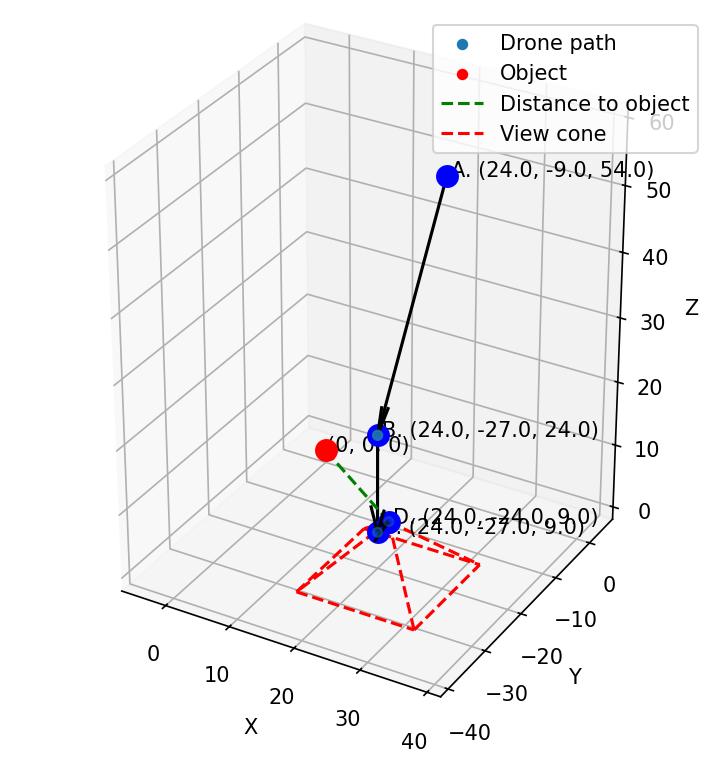 Drone path
Object
Distance to object
View cone
60
A. (24.0, -9.0, 54.0)
50
40
Z
30
20
B. (24.0, -27.0, 24.0)
(0, 0, 0)
10
D. (24.0, -24.0, 9.0)
(24.0, -27.0, 9.0)
0
0
−10
−20
Y
−30
−40
0
10
20
30
40
X